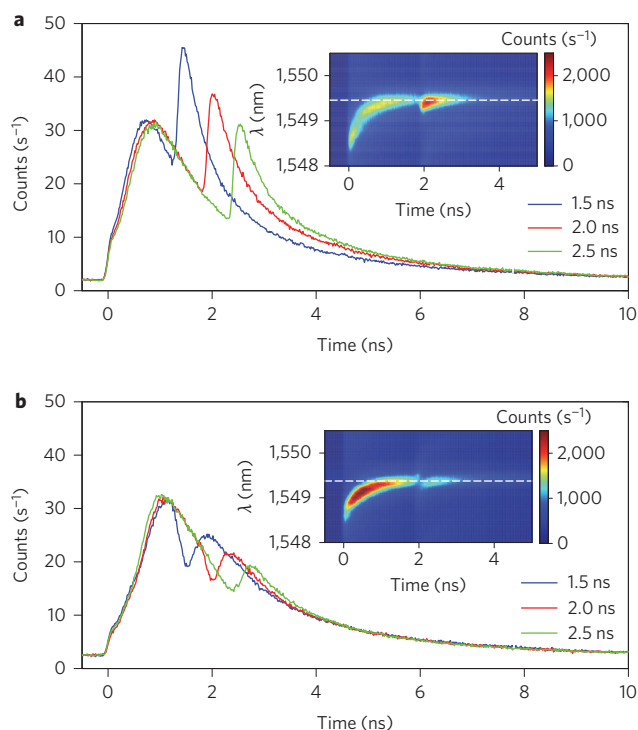 a
50
40
30
20
10
0
Counts (s⁻¹)
0 2 4 6 8 10
Time (ns)
Counts (s⁻¹)
1,550
1,549
1,548
λ (nm)
0 2 4
Time (ns)
2,000
1,000
0
1.5 ns
2.0 ns
2.5 ns
b
50
40
30
20
10
0
Counts (s⁻¹)
0 2 4 6 8 10
Time (ns)
Counts (s⁻¹)
1,550
1,549
1,548
λ (nm)
0 2 4
Time (ns)
2,000
1,000
0
1.5 ns
2.0 ns
2.5 ns